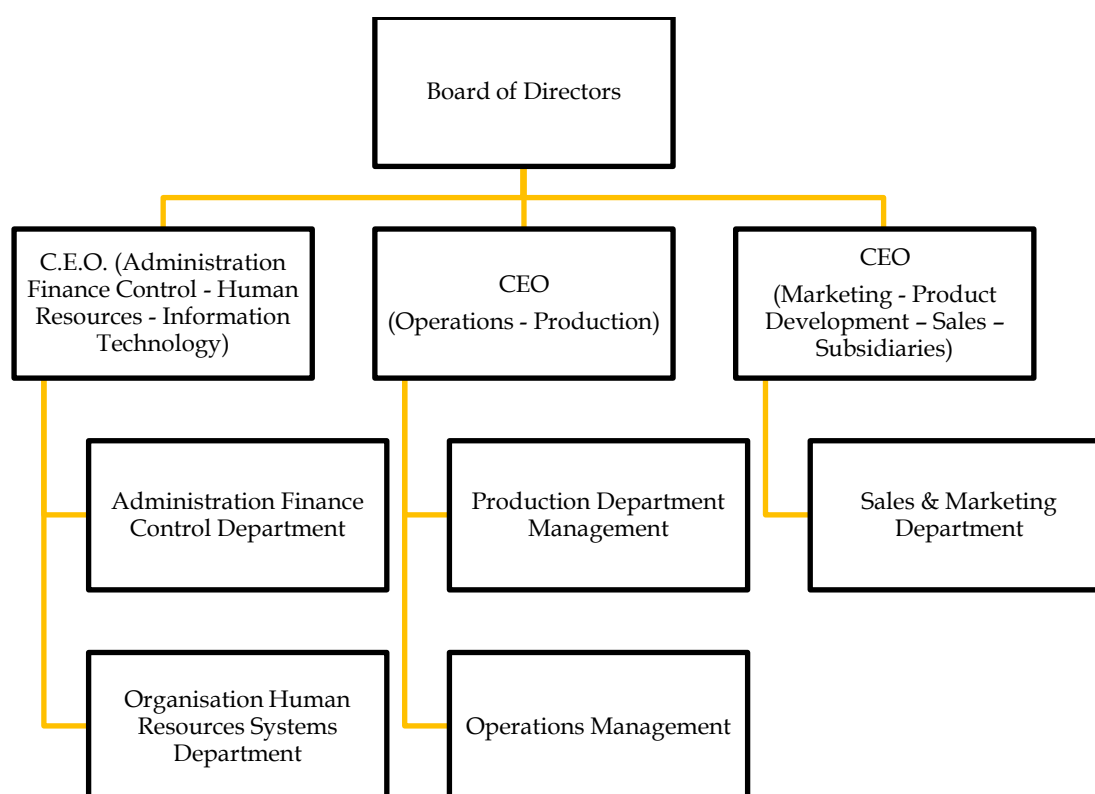 Board of Directors
C.E.O. (Administration
Finance Control - Human
Resources - Information
Technology)
CEO
(Operations - Production)
CEO
(Marketing - Product
Development – Sales –
Subsidiaries)
Administration Finance
Control Department
Production Department
Management
Sales & Marketing
Department
Organisation Human
Resources Systems
Department
Operations Management